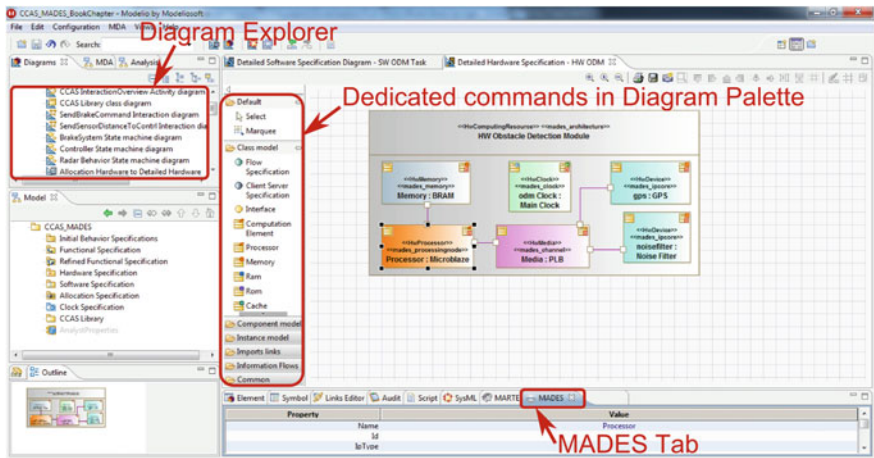 CCAS_MADES_BookChapter - Modelio by Modeliosoft
File Edit Configuration MDA Views Help
Diagram Explorer
Search:
Diagrams MDA Analysis
CCAS InteractionOverview Activity diagram
CCAS Library class diagram
SendBrakeCommand Interaction diagram
SendSensorDistanceToContrl Interaction dia
BrakeSystem State machine diagram
Controller State machine diagram
Radar Behavior State machine diagram
Allocation Hardware to Detailed Hardware
Model
CCAS_MADES
Initial Behavior Specifications
Functional Specification
Refined Functional Specification
Hardware Specification
Software Specification
Allocation Specification
Clock Specification
CCAS Library
AnalystProperties
Outline
Detailed Software Specification Diagram - SW ODM Task
Detailed Hardware Specification - HW ODM
Dedicated commands in Diagram Palette
Default
Select
Marquee
Class model
Flow
Specification
Client Server
Specification
Interface
Computation
Element
Processor
Memory
Ram
Rom
Cache
Component model
Instance model
Imports links
Information Flows
Common
<<HwComputingResource>> <<mades_architecture>>
HW Obstacle Detection Module
<<HwMemory>>
<<mades_memory>>
Memory : BRAM
<<HwClock>>
<<mades_clock>>
odm Clock :
Main Clock
<<HwDevice>>
<<mades_ipcore>>
gps : GPS
<<HwProcessor>>
<<mades_processingnode>>
Processor : Microblaze
<<HwMedia>>
<<mades_channel>>
Media : PLB
<<HwDevice>>
<<mades_ipcore>>
noisefilter :
Noise Filter
Element Symbol Links Editor Audit Script SysML MARTE MADES
Property Value
Name Processor
Id
IpType
MADES Tab